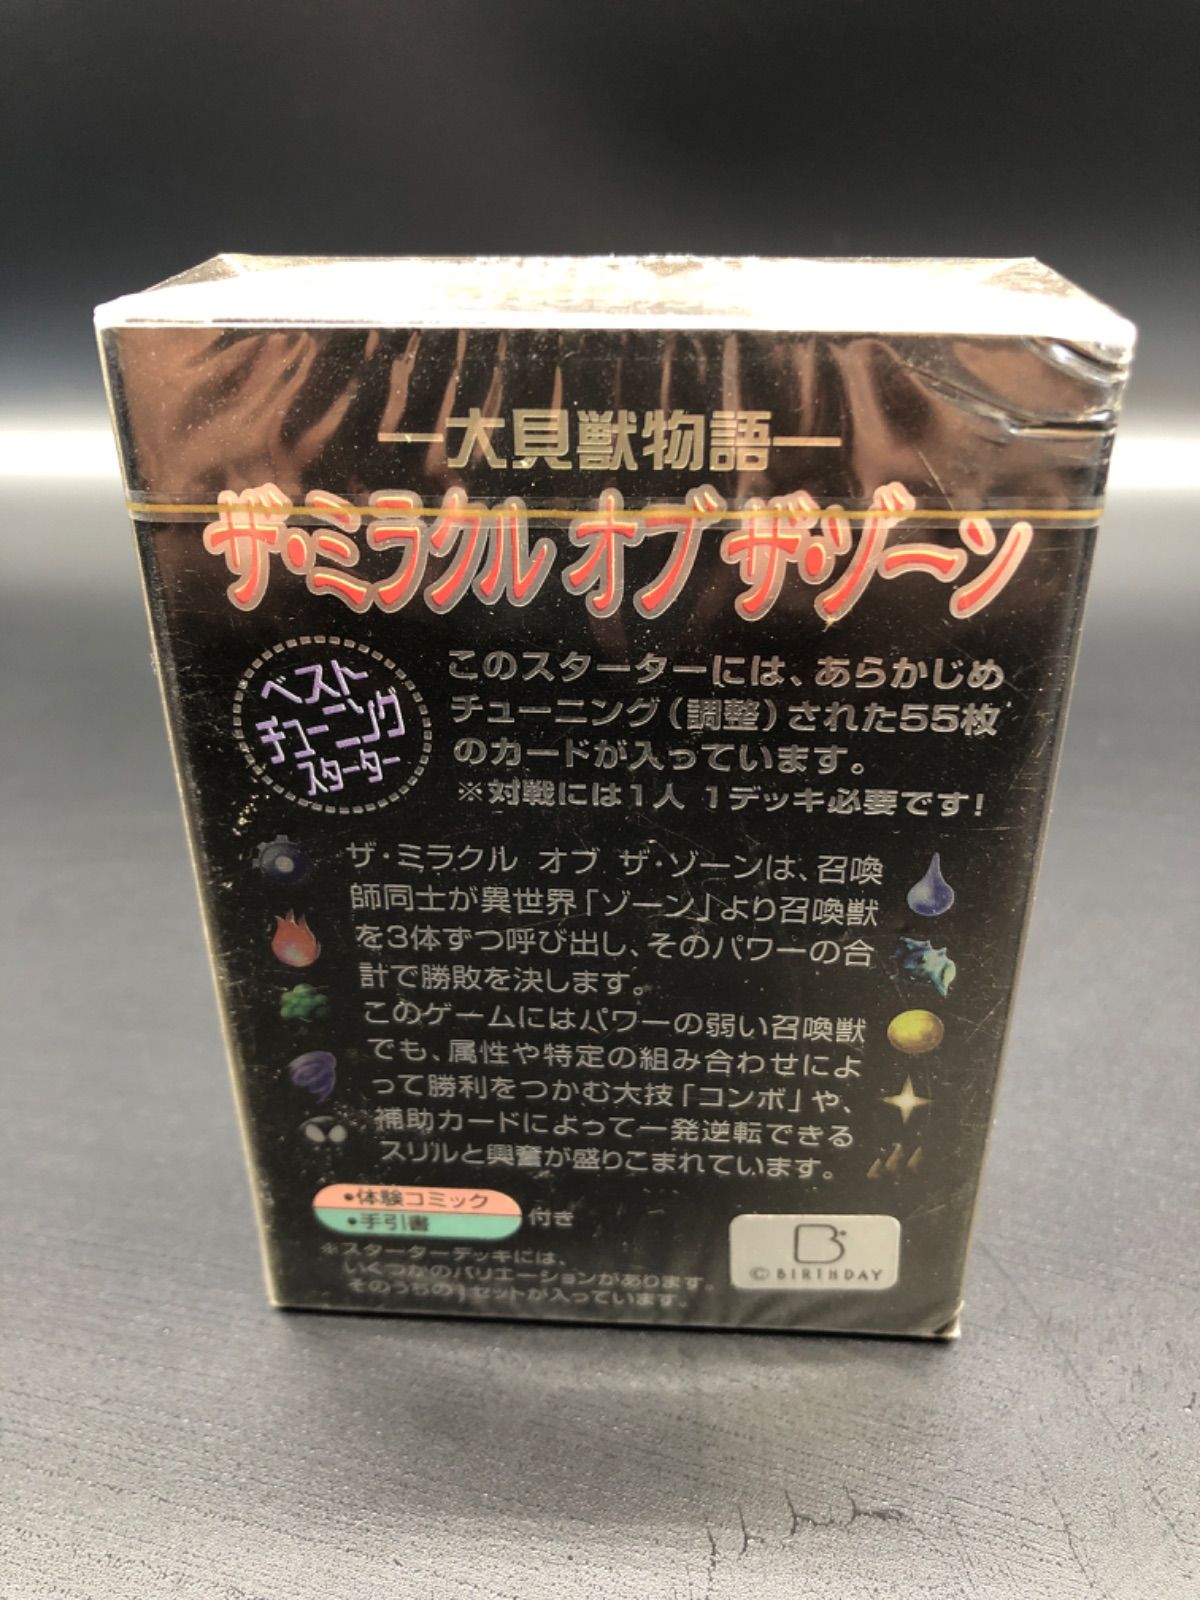 大貝獣物語
ザ・ミラクル オブ ザ・ゾーン
ベスト
チューニング
スターター
このスターターには、あらかじめ
チューニング(調整)された55枚
のカードが入っています。
※対戦には1人 1デッキ必要です!
ザ・ミラクル オブ ザ・ゾーンは、召喚
師同士が異世界「ゾーン」より召喚獣
を3体ずつ呼び出し、そのパワーの合
計で勝敗を決します。
このゲームにはパワーの弱い召喚獣
でも、属性や特定の組み合わせによ
って勝利をつかむ大技「コンボ」や、
補助カードによって一発逆転できる
スリルと興奮が盛りこまれています。
•体験コミック
•手引書
付き
※スターターデッキには、
いくつかのバリエーションがあります。
そのうちの1セットが入っています。
B
© BIRTHDAY